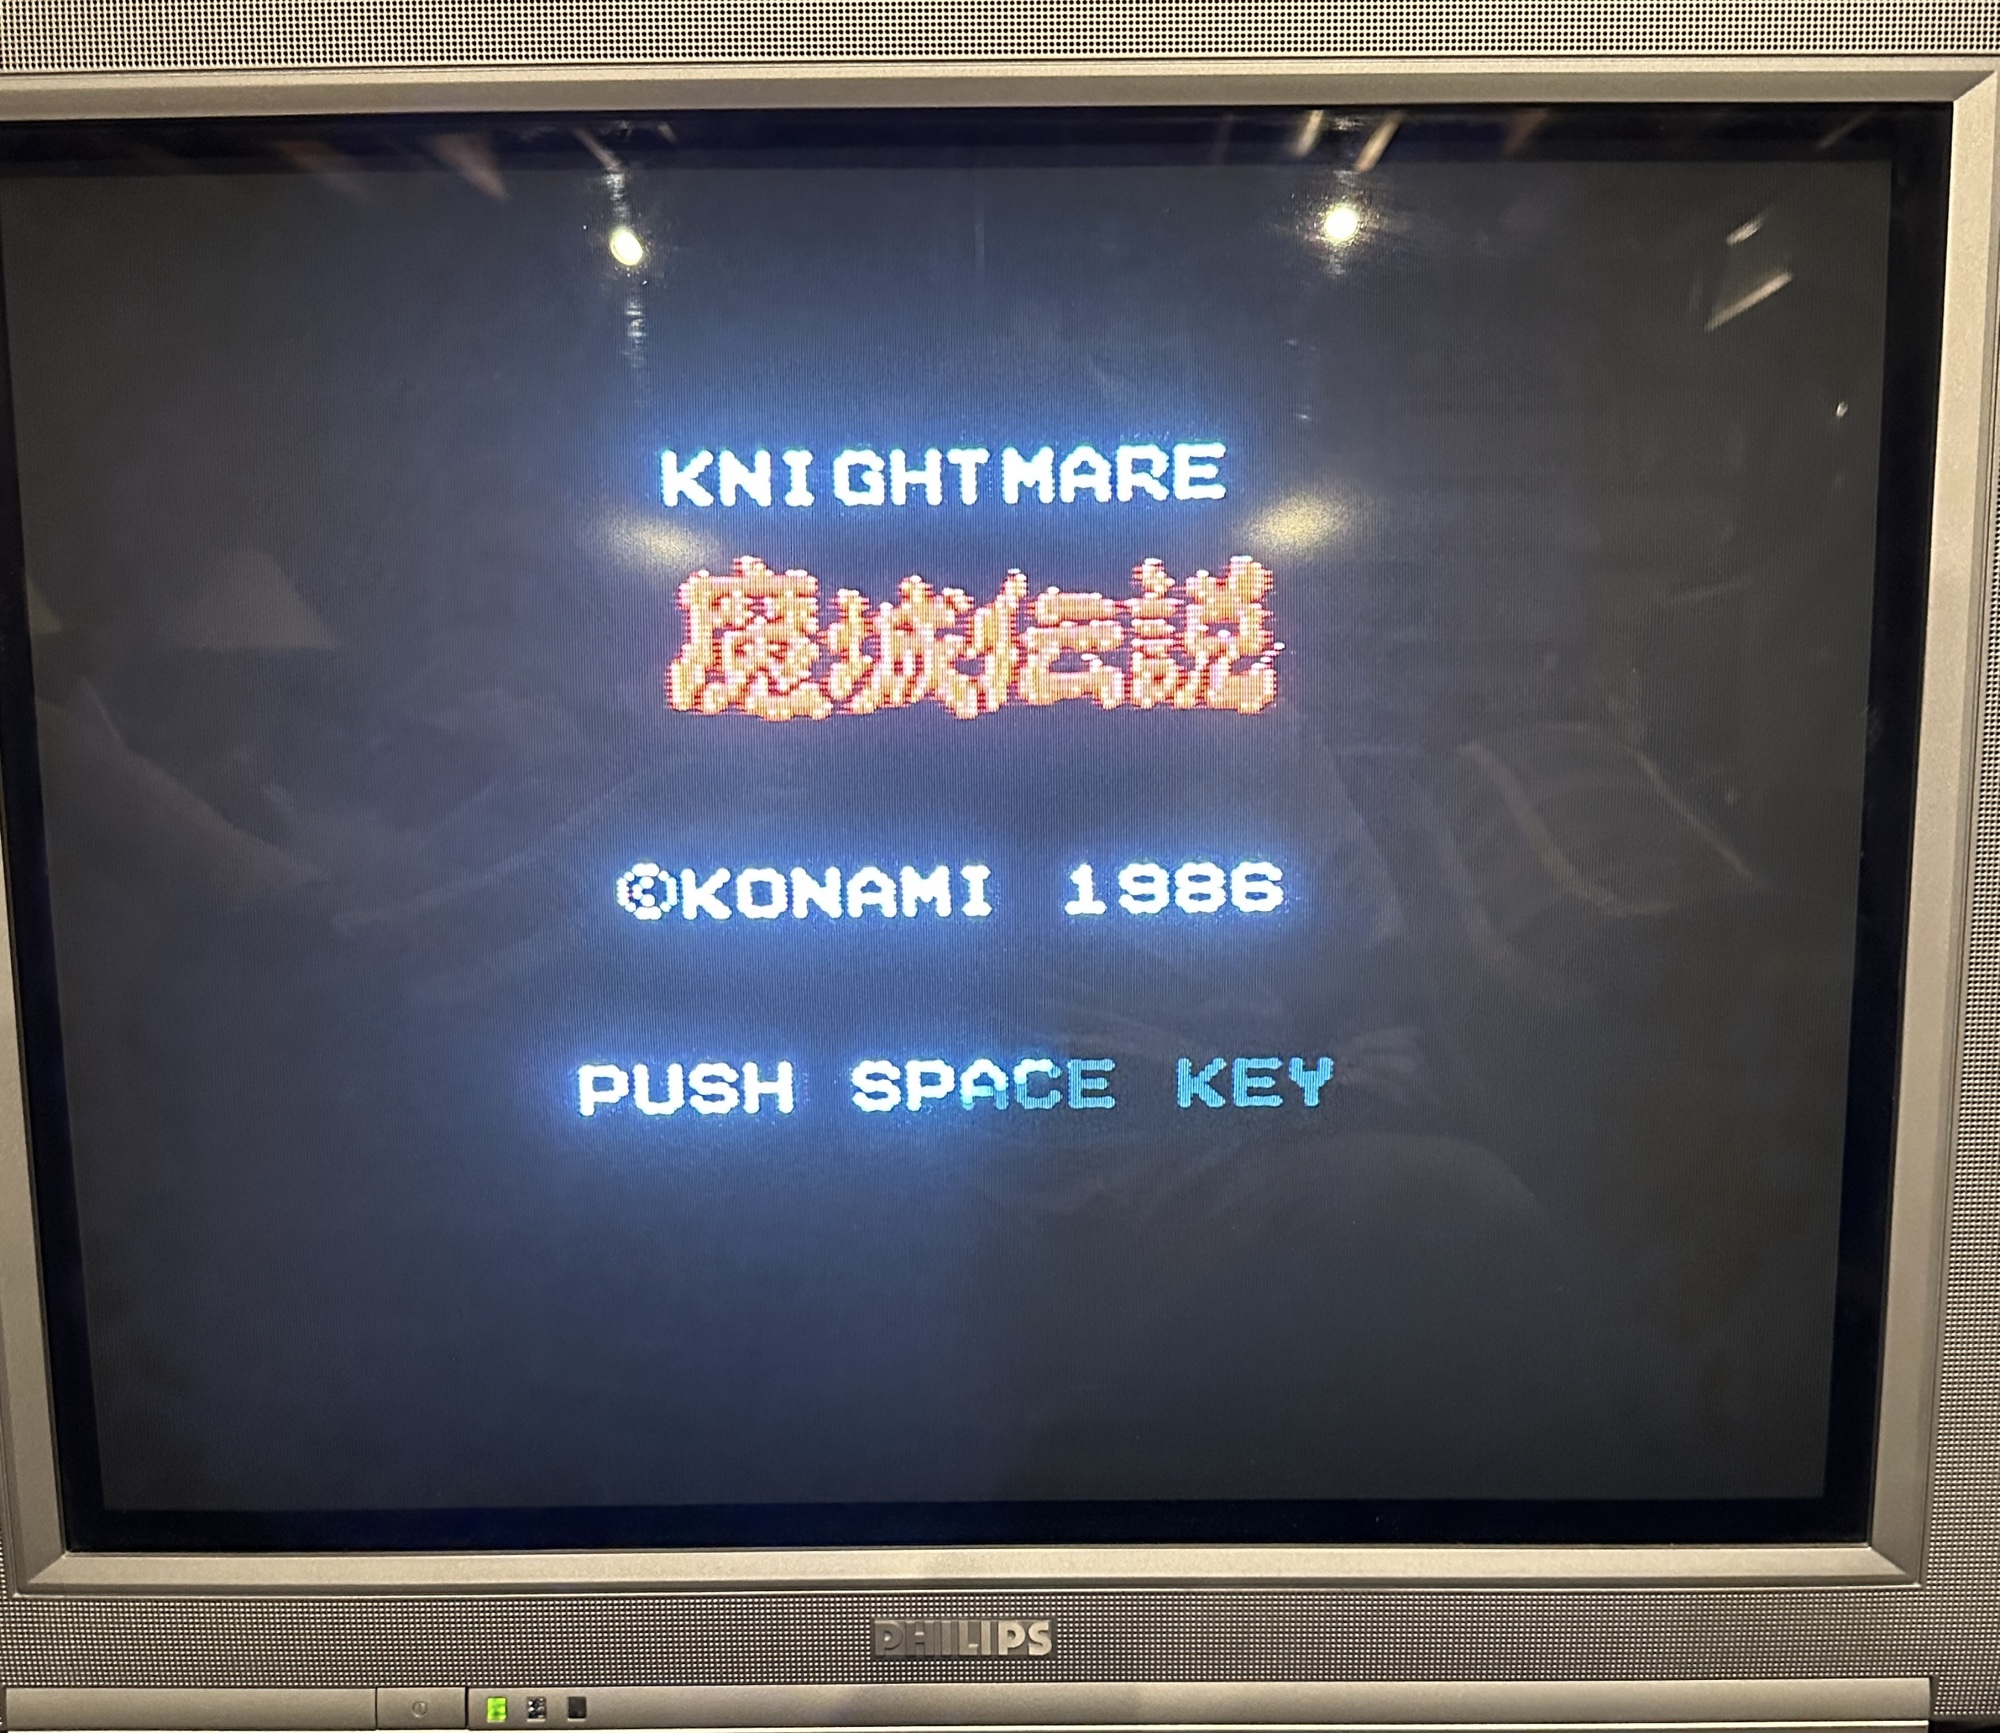 KNIGHTMARE
魔城伝説
©KONAMI 1986
PUSH SPACE KEY
PHILIPS